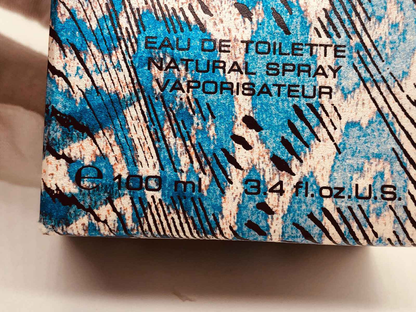 EAU DE TOILETTE
NATURAL SPRAY
VAPORISATEUR
℮ 100 ml 3.4 fl.oz.U.S.